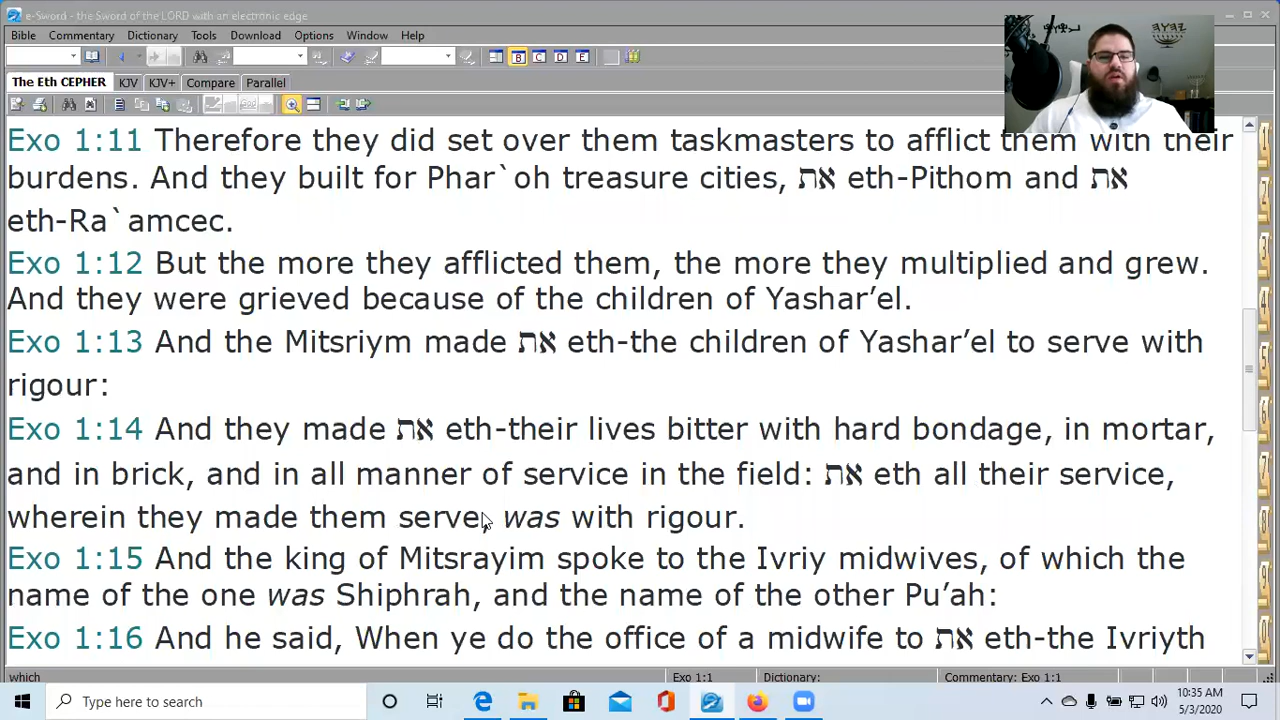 e-Sword - the Sword of the LORD with an electronic edge
Bible Commentary Dictionary Tools Download Options Window Help
B C D E
The Eth CEPHER KJV KJV+ Compare Parallel
Exo 1:11 Therefore they did set over them taskmasters to afflict them with their
burdens. And they built for Phar`oh treasure cities, את eth-Pithom and את
eth-Ra`amcec.
Exo 1:12 But the more they afflicted them, the more they multiplied and grew.
And they were grieved because of the children of Yashar’el.
Exo 1:13 And the Mitsriym made את eth-the children of Yashar’el to serve with
rigour:
Exo 1:14 And they made את eth-their lives bitter with hard bondage, in mortar,
and in brick, and in all manner of service in the field: את eth all their service,
wherein they made them serve, was with rigour.
Exo 1:15 And the king of Mitsrayim spoke to the Ivriy midwives, of which the
name of the one was Shiphrah, and the name of the other Pu’ah:
Exo 1:16 And he said, When ye do the office of a midwife to את eth-the Ivriyth
which Exo 1:1 Dictionary: Commentary: Exo 1:1
Type here to search
10:35 AM
5/3/2020